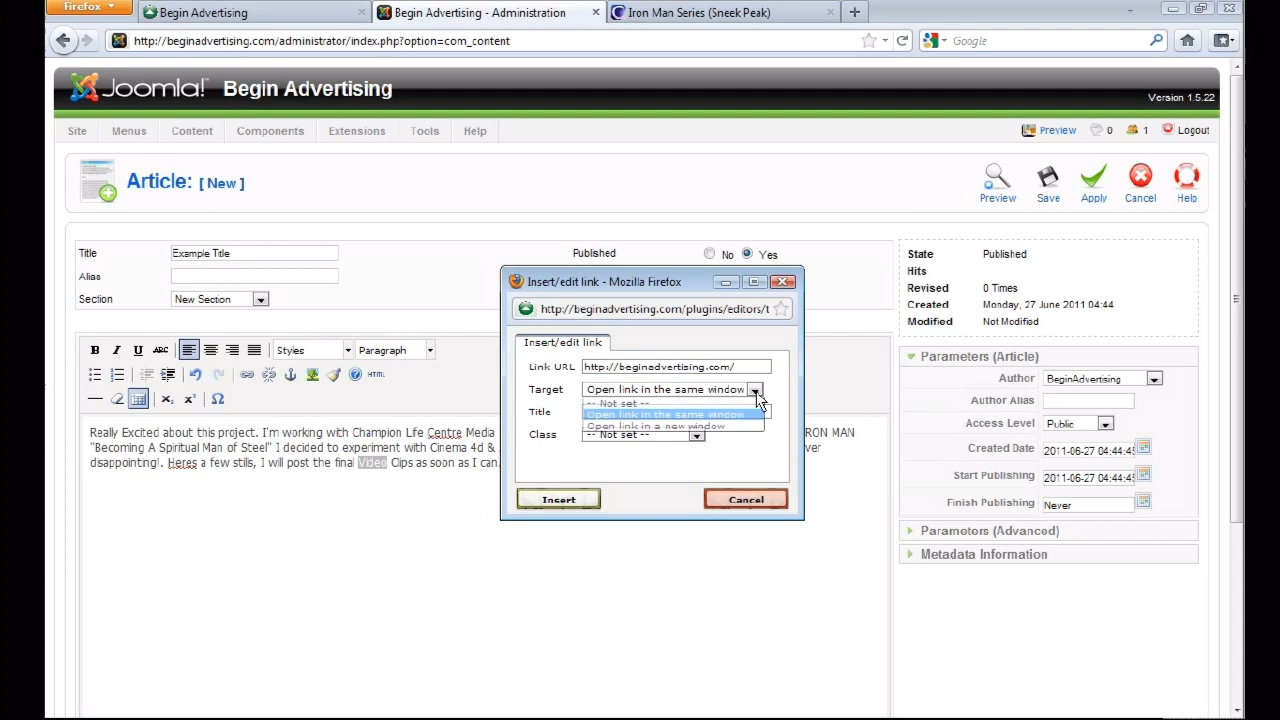 Firefox
Begin Advertising
Begin Advertising - Administration
Iron Man Series (Sneek Peak)
http://beginadvertising.com/administrator/index.php?option=com_content
Google
Joomla! Begin Advertising
Version 1.5.22
Site Menus Content Components Extensions Tools Help
Preview 0 1 Logout
Article: [ New ]
Preview Save Apply Cancel Help
Title Example Title Published No Yes
Alias
Section New Section
State Published
Hits
Revised 0 Times
Created Monday, 27 June 2011 04:44
Modified Not Modified
Insert/edit link - Mozilla Firefox
http://beginadvertising.com/plugins/editors/t
Insert/edit link
Link URL http://beginadvertising.com/
Target Open link in the same window
-- Not set --
Open link in the same window
Open link in a new window
Title
Class -- Not set --
Insert Cancel
B I U ABC Styles Paragraph
HTML
Really Excited about this project. I'm working with Champion Life Centre Media IRON MAN
"Becoming A Spiritual Man of Steel" I decided to experiment with Cinema 4d & ver
disappointing!. Heres a few stills, I will post the final Video Clips as soon as I can.
Parameters (Article)
Author BeginAdvertising
Author Alias
Access Level Public
Created Date 2011-06-27 04:44:45
Start Publishing 2011-06-27 04:44:45
Finish Publishing Never
Parameters (Advanced)
Metadata Information